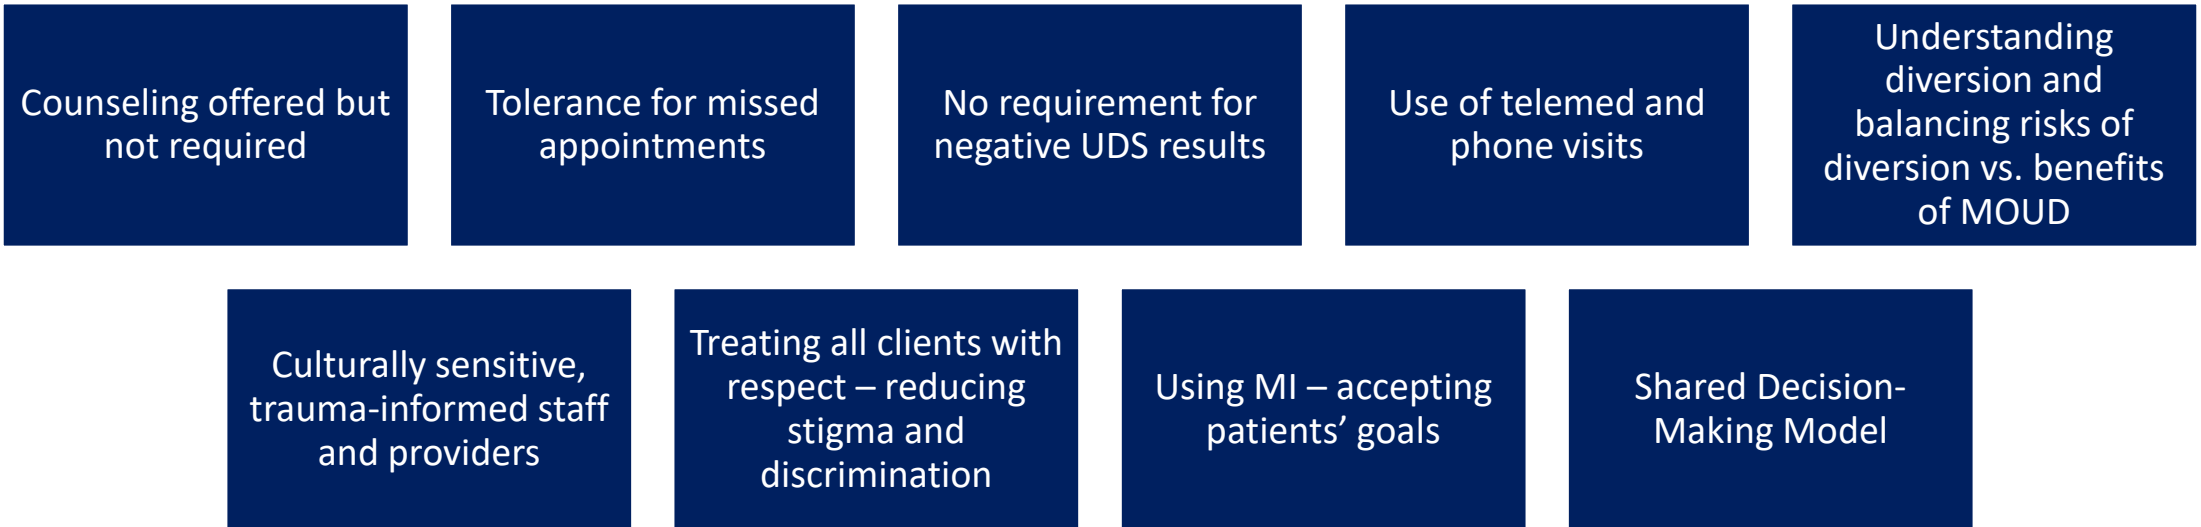 Counseling offered but
not required
Tolerance for missed
appointments
No requirement for
negative UDS results
Use of telemed and
phone visits
Understanding
diversion and
balancing risks of
diversion vs. benefits
of MOUD
Culturally sensitive,
trauma-informed staff
and providers
Treating all clients with
respect – reducing
stigma and
discrimination
Using MI – accepting
patients’ goals
Shared Decision-
Making Model